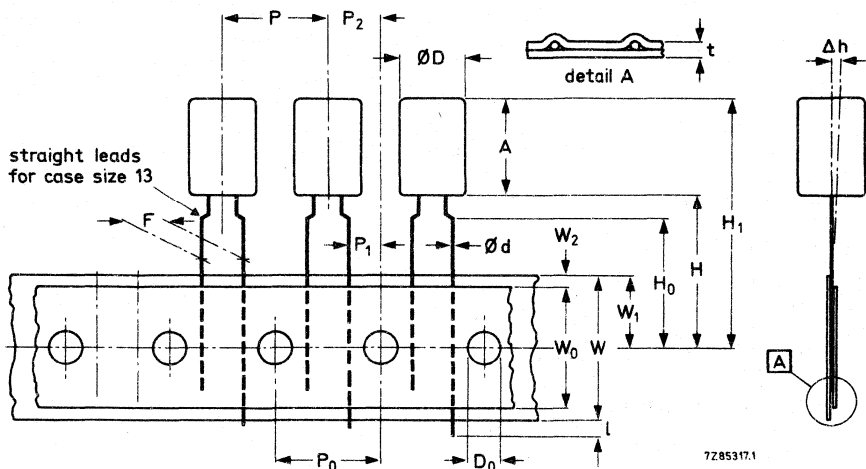 P
P2
ØD
t
detail A
Δh
straight leads
for case size 13
F
A
P1
Ød
W2
H0
H
H1
W1
W0
W
A
l
P0
D0
7Z85317.1